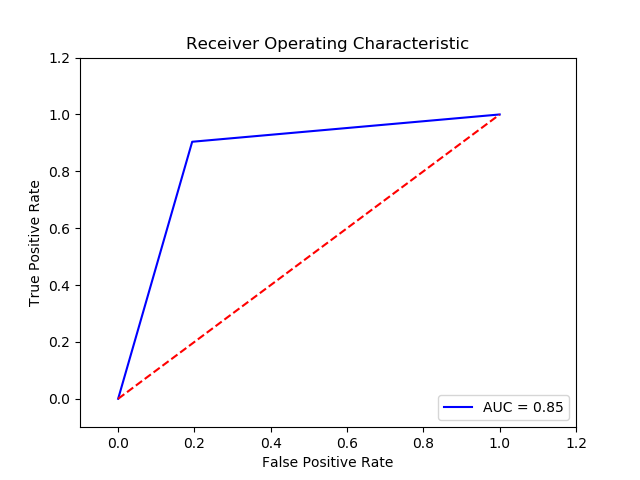 Receiver Operating Characteristic
1.2
1.0
0.8
0.6
0.4
0.2
0.0
True Positive Rate
AUC = 0.85
0.0 0.2 0.4 0.6 0.8 1.0 1.2
False Positive Rate